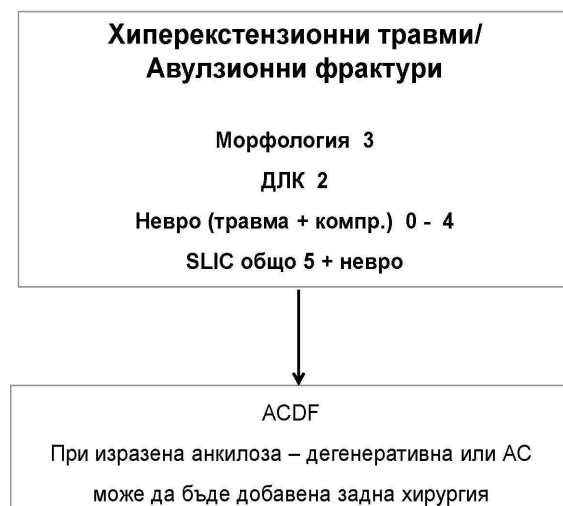 Хиперекстензионни травми/
Авулзионни фрактури
Морфология 3
ДЛК 2
Невро (травма + компр.) 0 - 4
SLIC общо 5 + невро
ACDF
При изразена анкилоза – дегенеративна или АС
може да бъде добавена задна хирургия